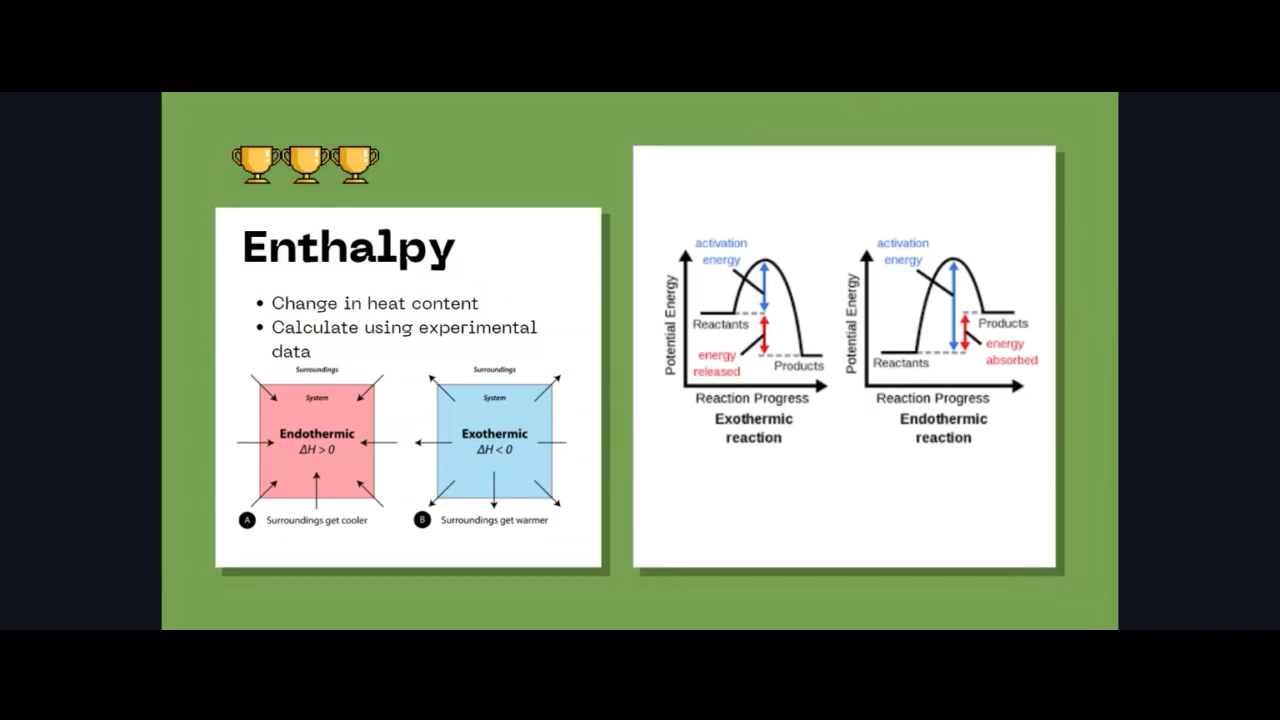 Enthalpy
• Change in heat content
• Calculate using experimental
data
Surroundings
System
Endothermic
ΔH > 0
A Surroundings get cooler
Surroundings
System
Exothermic
ΔH < 0
B Surroundings get warmer
activation
energy
Potential Energy
Reactants
energy
released
Products
Reaction Progress
Exothermic
reaction
activation
energy
Potential Energy
Products
energy
absorbed
Reactants
Reaction Progress
Endothermic
reaction